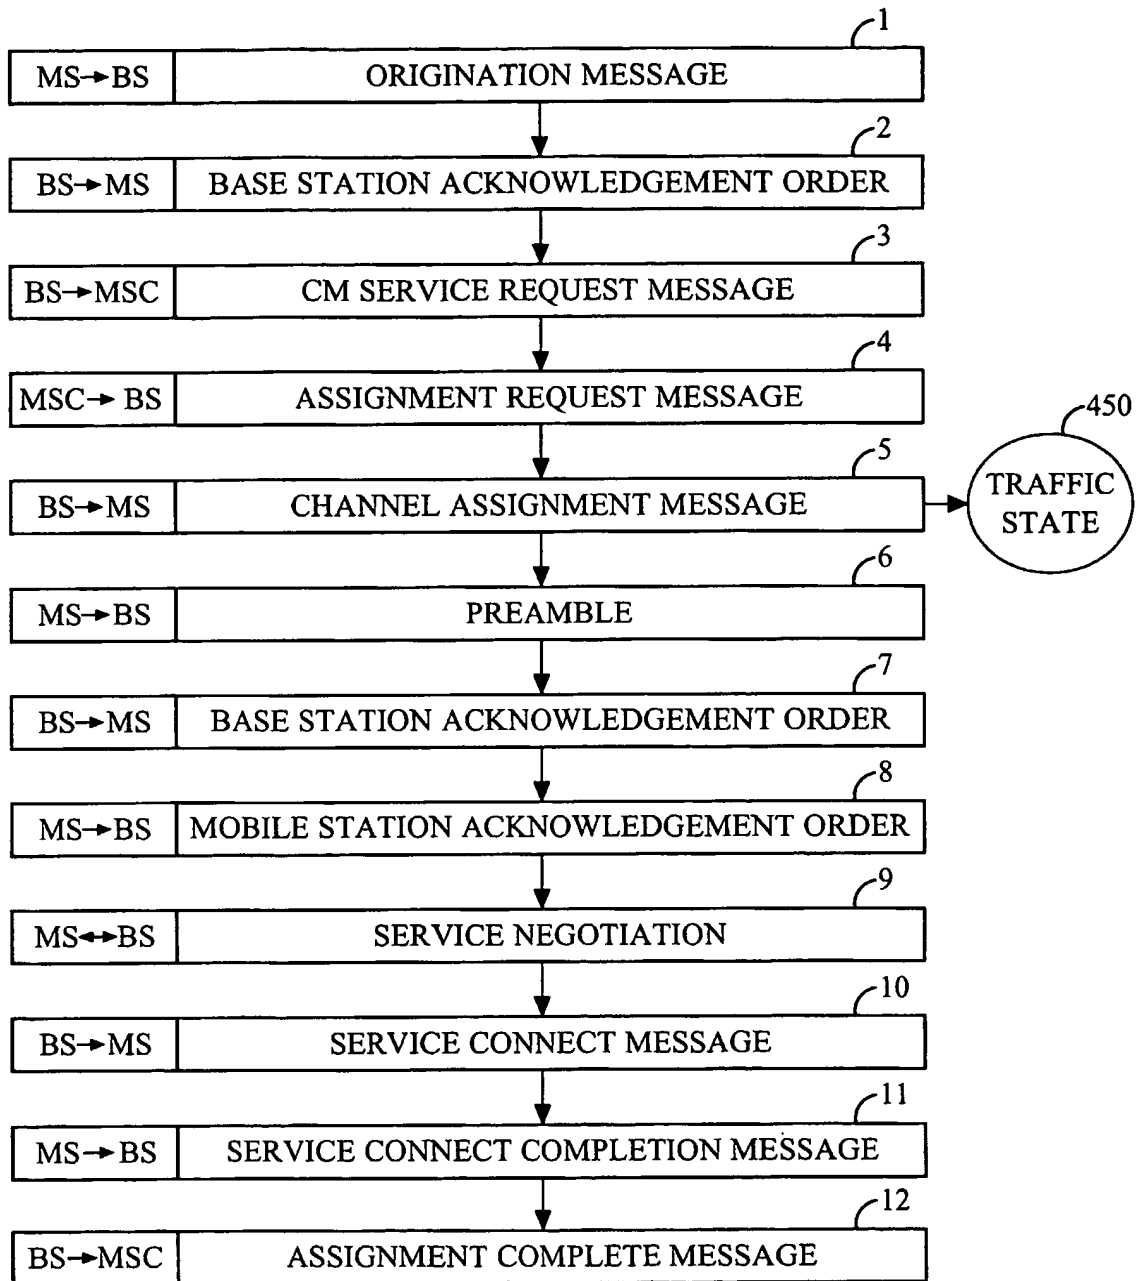 1
MS→BS ORIGINATION MESSAGE
2
BS→MS BASE STATION ACKNOWLEDGEMENT ORDER
3
BS→MSC CM SERVICE REQUEST MESSAGE
4
MSC→BS ASSIGNMENT REQUEST MESSAGE
450
5
BS→MS CHANNEL ASSIGNMENT MESSAGE
TRAFFIC
STATE
6
MS→BS PREAMBLE
7
BS→MS BASE STATION ACKNOWLEDGEMENT ORDER
8
MS→BS MOBILE STATION ACKNOWLEDGEMENT ORDER
9
MS↔BS SERVICE NEGOTIATION
10
BS→MS SERVICE CONNECT MESSAGE
11
MS→BS SERVICE CONNECT COMPLETION MESSAGE
12
BS→MSC ASSIGNMENT COMPLETE MESSAGE